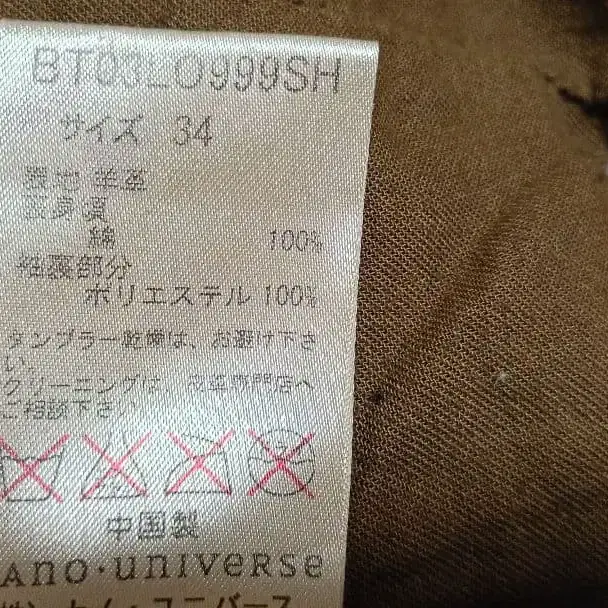 BT03LO999SH
サイズ 34
表地 羊革
裏身頃
綿 100%
袖裏部分
ポリエステル 100%
タンブラー乾燥は、お避け下さ
い。
クリーニングは、皮革専門店へ
ご相談下さい
中国製
ANO·UNIVERSE